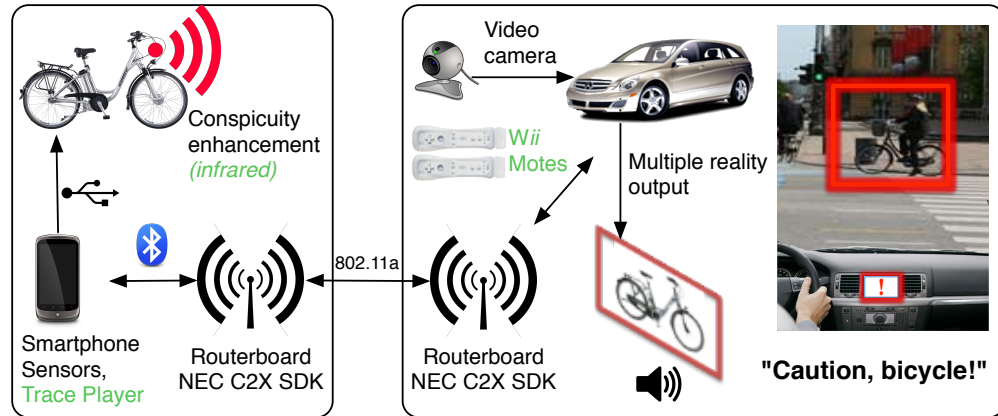 Conspicuity
enhancement
(infrared)
Smartphone
Sensors,
Trace Player
Routerboard
NEC C2X SDK
802.11a
Video
camera
Wii
Motes
Multiple reality
output
Routerboard
NEC C2X SDK
!
"Caution, bicycle!"